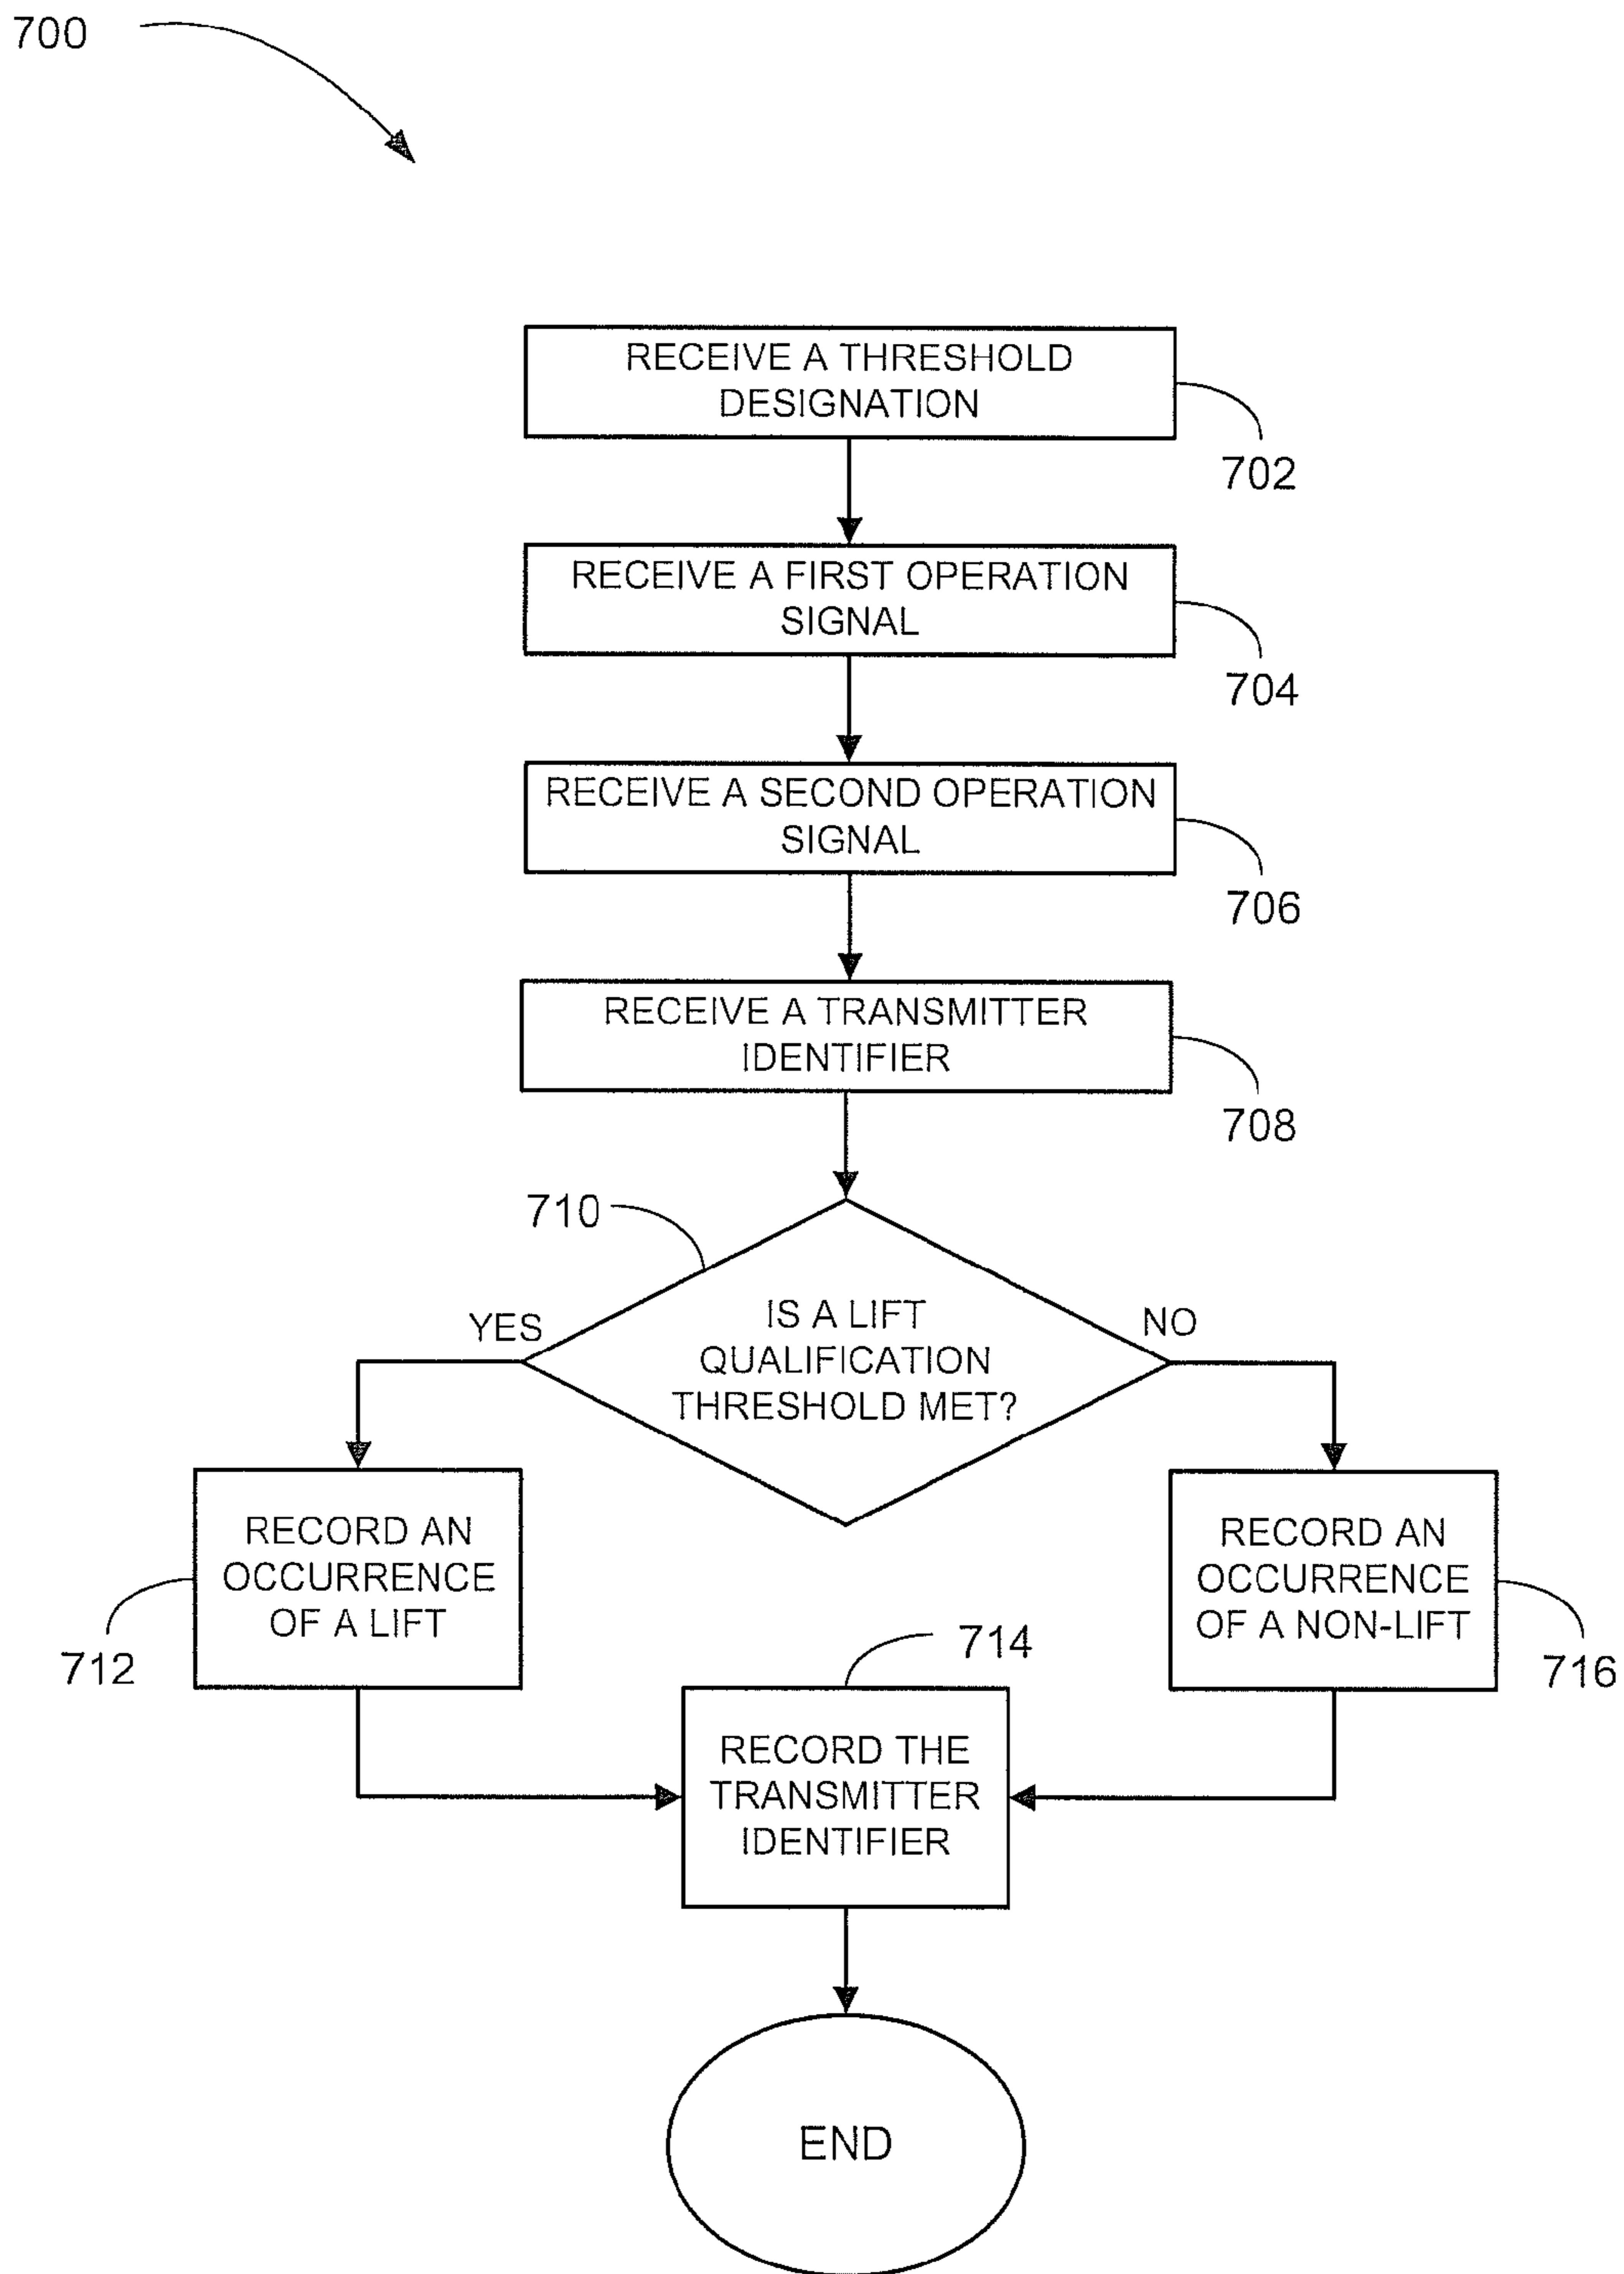 700
RECEIVE A THRESHOLD
DESIGNATION
702
RECEIVE A FIRST OPERATION
SIGNAL
704
RECEIVE A SECOND OPERATION
SIGNAL
706
RECEIVE A TRANSMITTER
IDENTIFIER
708
710
IS A LIFT
QUALIFICATION
THRESHOLD MET?
YES
NO
RECORD AN
OCCURRENCE
OF A LIFT
712
RECORD AN
OCCURRENCE
OF A NON-LIFT
716
714
RECORD THE
TRANSMITTER
IDENTIFIER
END